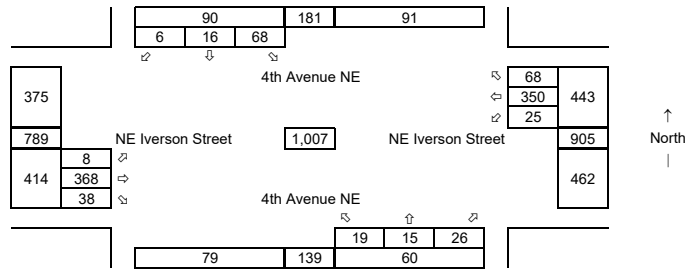 90 181 91
6 16 68
⬃ ⇩ ⬂
4th Avenue NE
⬁ 68
375 ⇦ 350 443
⬃ 25 ↑
789 NE Iverson Street 1,007 NE Iverson Street 905 North
8 ⬀ |
414 368 ⇨ 462
38 ⬂ 4th Avenue NE
⬁ ⇧ ⬀
19 15 26
79 139 60